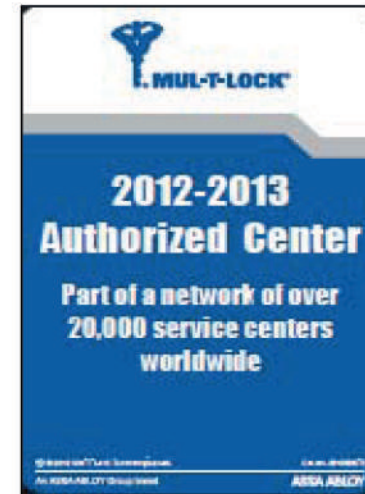 MUL-T-LOCK®
2012-2013
Authorized Center
Part of a network of over
20,000 service centers
worldwide
An ASSA ABLOY Group brand
ASSA ABLOY